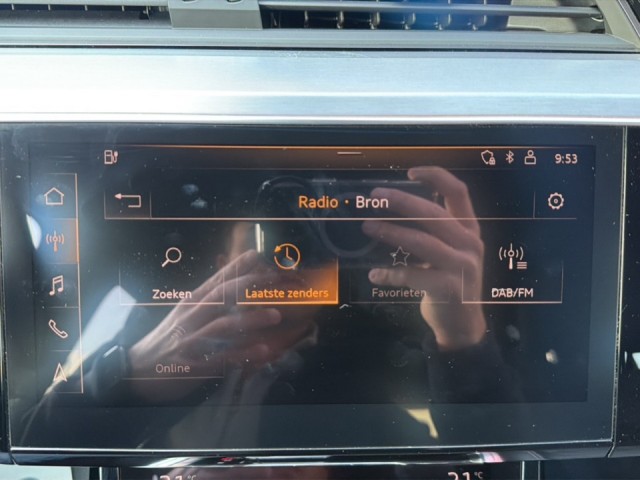 9:53
Radio · Bron
Zoeken
Laatste zenders
Favorieten
DAB/FM
Online